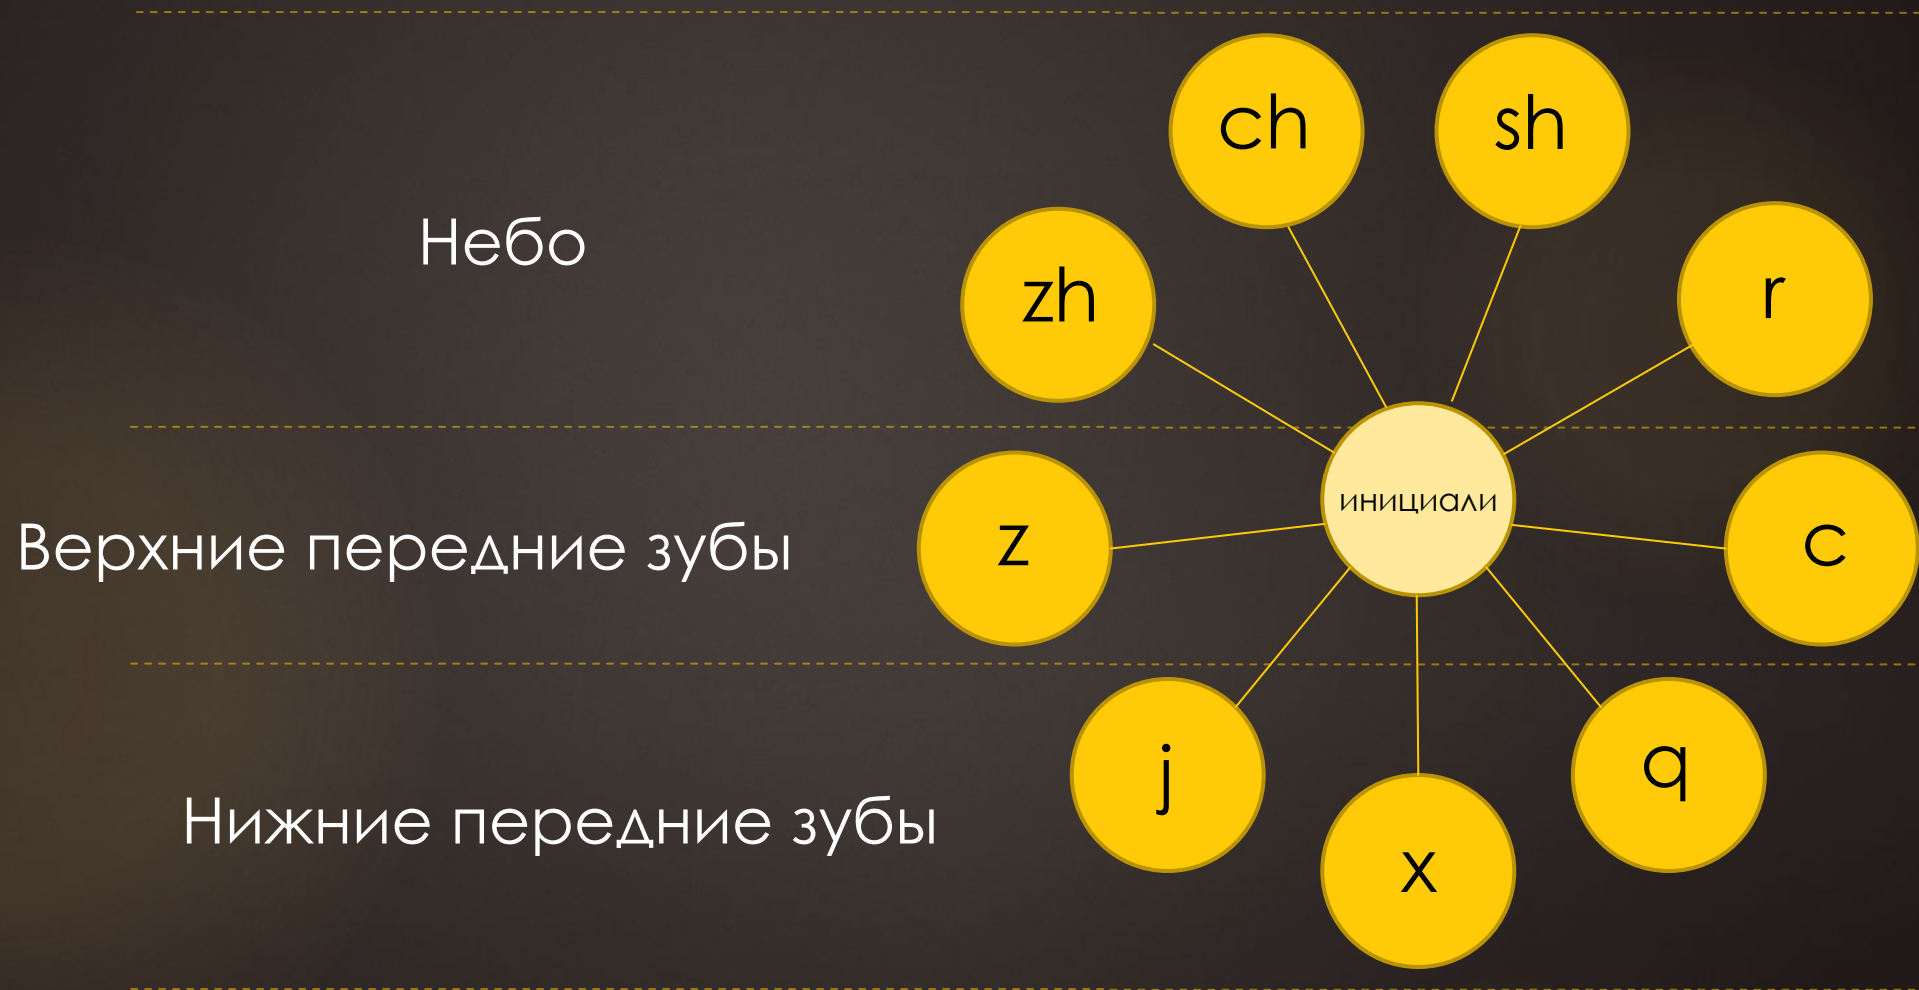 ch
sh
Небо
zh
r
инициали
Верхние передние зубы
z
c
j
q
Нижние передние зубы
x